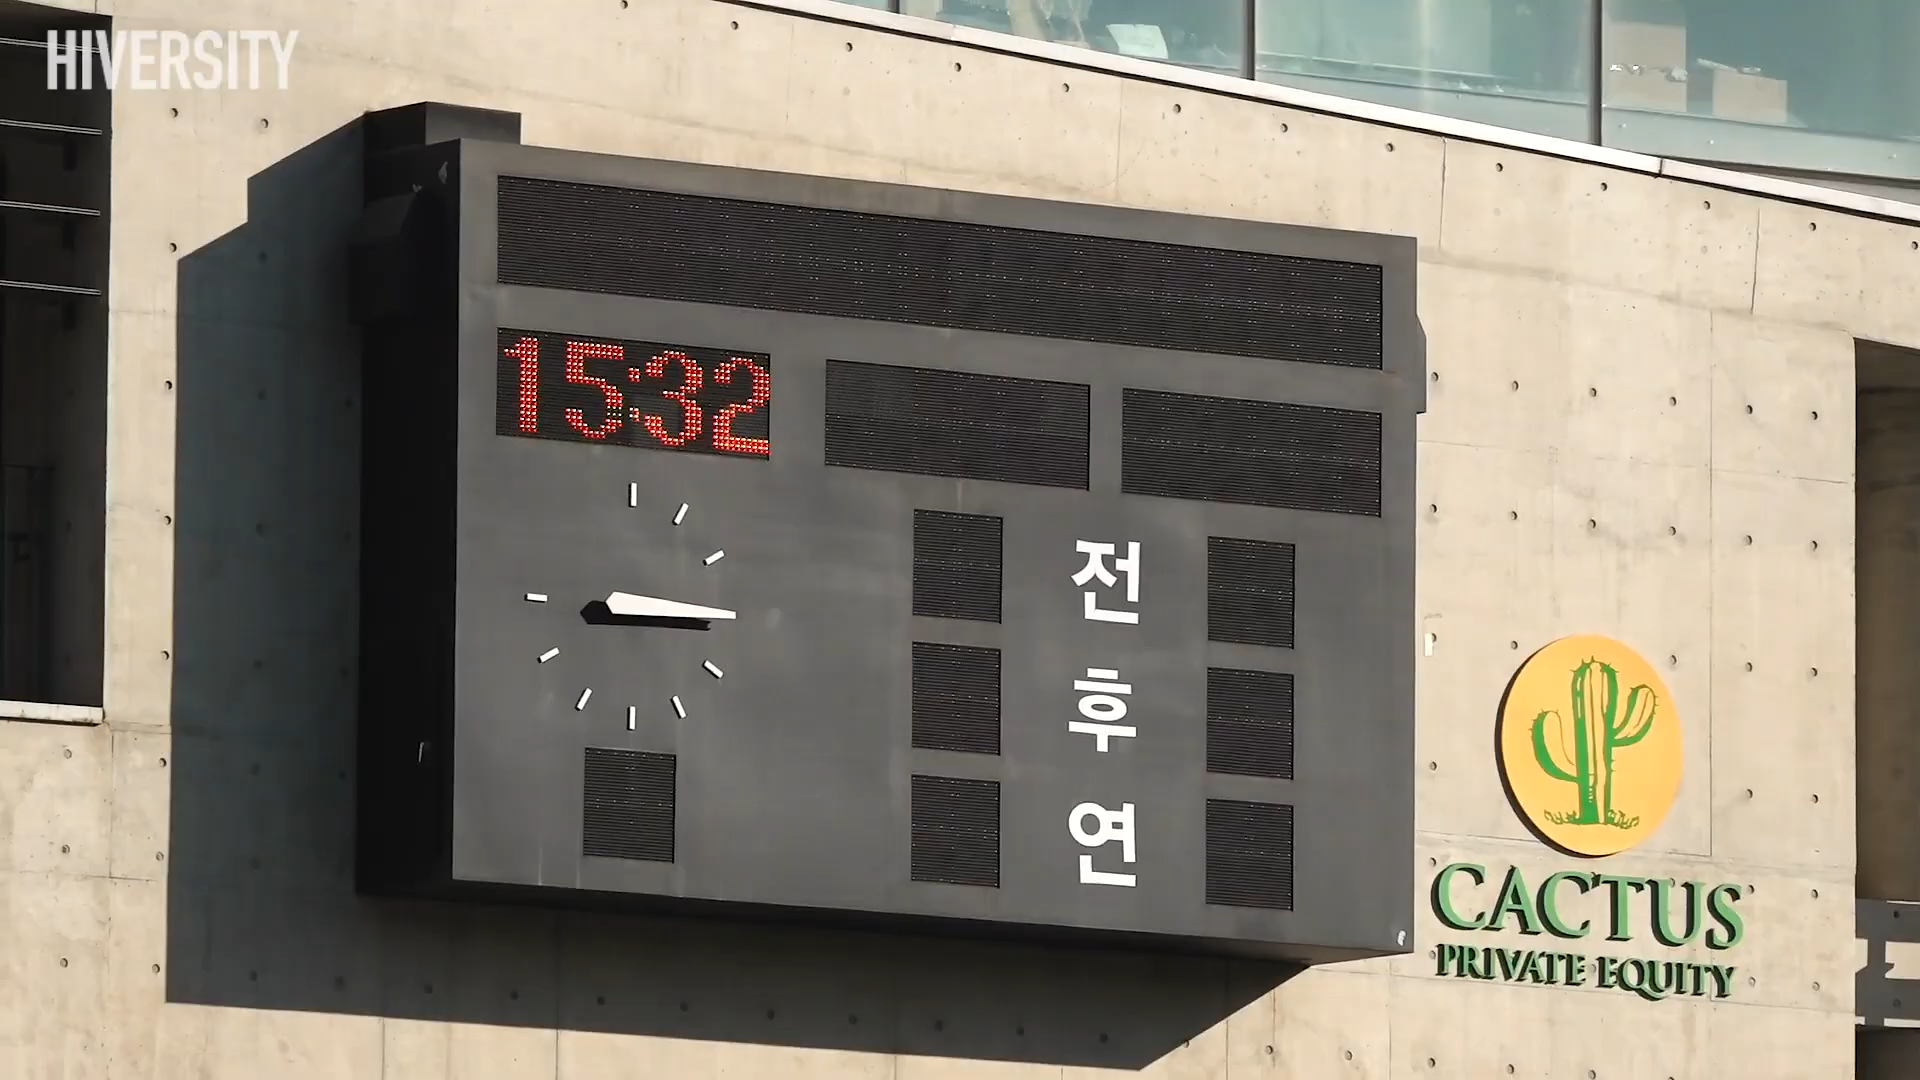 HIVERSITY
15:32
전
후
연
CACTUS
PRIVATE EQUITY